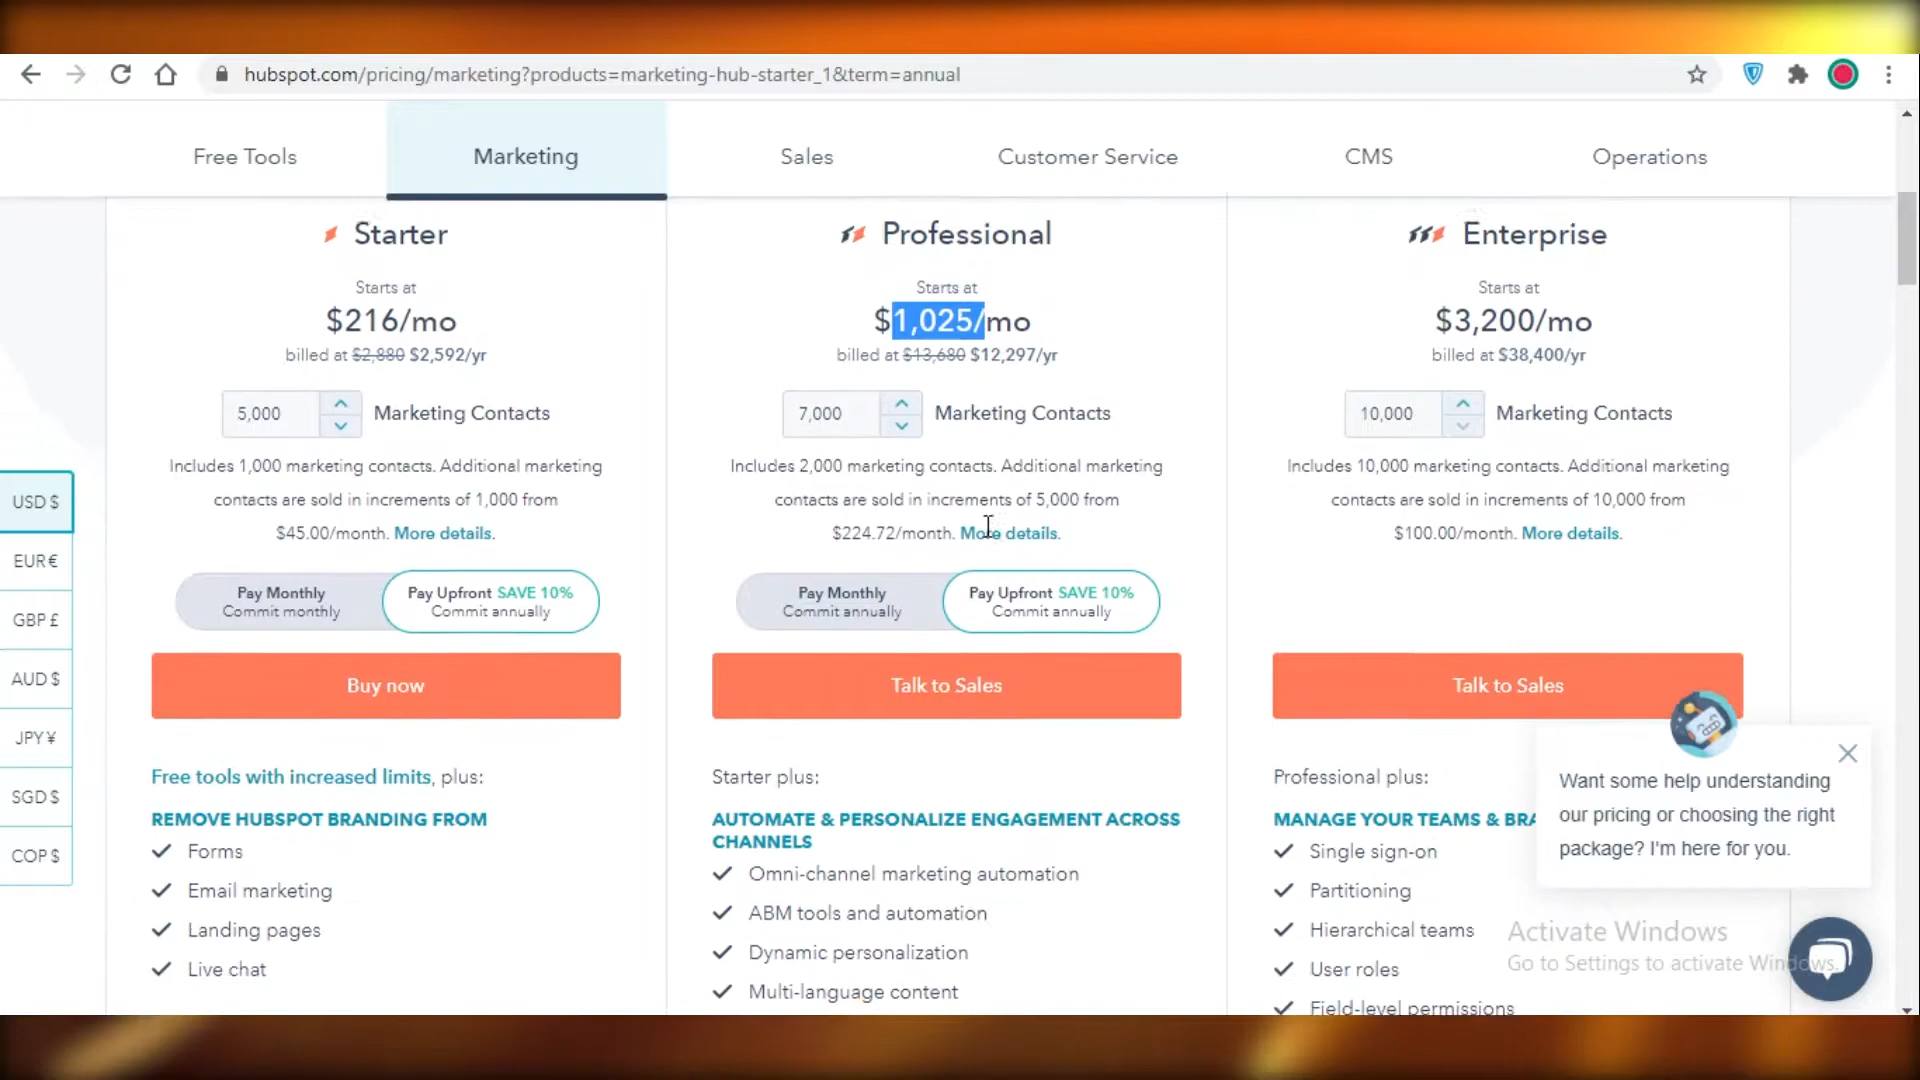 hubspot.com/pricing/marketing?products=marketing-hub-starter_1&term=annual
Free Tools
Marketing
Sales
Customer Service
CMS
Operations
Starter
Starts at
$216/mo
billed at $2,880 $2,592/yr
5,000
Marketing Contacts
Includes 1,000 marketing contacts. Additional marketing
contacts are sold in increments of 1,000 from
$45.00/month. More details.
Pay Monthly
Commit monthly
Pay Upfront SAVE 10%
Commit annually
Buy now
Free tools with increased limits, plus:
REMOVE HUBSPOT BRANDING FROM
Forms
Email marketing
Landing pages
Live chat
Professional
Starts at
$1,025/mo
billed at $13,680 $12,297/yr
7,000
Marketing Contacts
Includes 2,000 marketing contacts. Additional marketing
contacts are sold in increments of 5,000 from
$224.72/month. More details.
Pay Monthly
Commit annually
Pay Upfront SAVE 10%
Commit annually
Talk to Sales
Starter plus:
AUTOMATE & PERSONALIZE ENGAGEMENT ACROSS
CHANNELS
Omni-channel marketing automation
ABM tools and automation
Dynamic personalization
Multi-language content
Enterprise
Starts at
$3,200/mo
billed at $38,400/yr
10,000
Marketing Contacts
Includes 10,000 marketing contacts. Additional marketing
contacts are sold in increments of 10,000 from
$100.00/month. More details.
Talk to Sales
Professional plus:
MANAGE YOUR TEAMS & BRA
Single sign-on
Partitioning
Hierarchical teams
User roles
Field-level permissions
USD $
EUR €
GBP £
AUD $
JPY ¥
SGD $
COP $
Want some help understanding
our pricing or choosing the right
package? I'm here for you.
Activate Windows
Go to Settings to activate Windows.